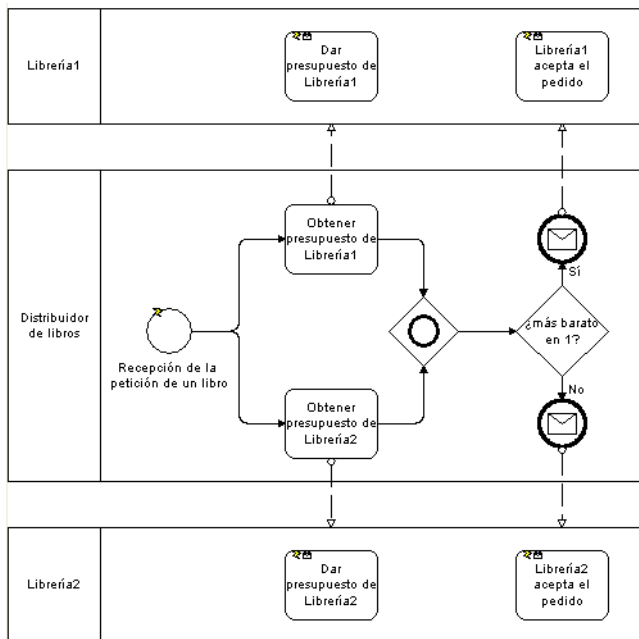 Librería1
Dar
presupuesto de
Librería1
Librería1
acepta el
pedido
Distribuidor
de libros
Recepción de la
petición de un libro
Obtener
presupuesto de
Librería1
Obtener
presupuesto de
Librería2
¿más barato
en 1?
Sí
No
Librería2
Dar
presupuesto de
Librería2
Librería2
acepta el
pedido